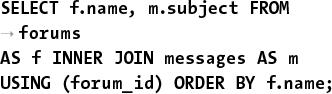 SELECT f.name, m.subject FROM
→ forums
AS f INNER JOIN messages AS m
USING (forum_id) ORDER BY f.name;